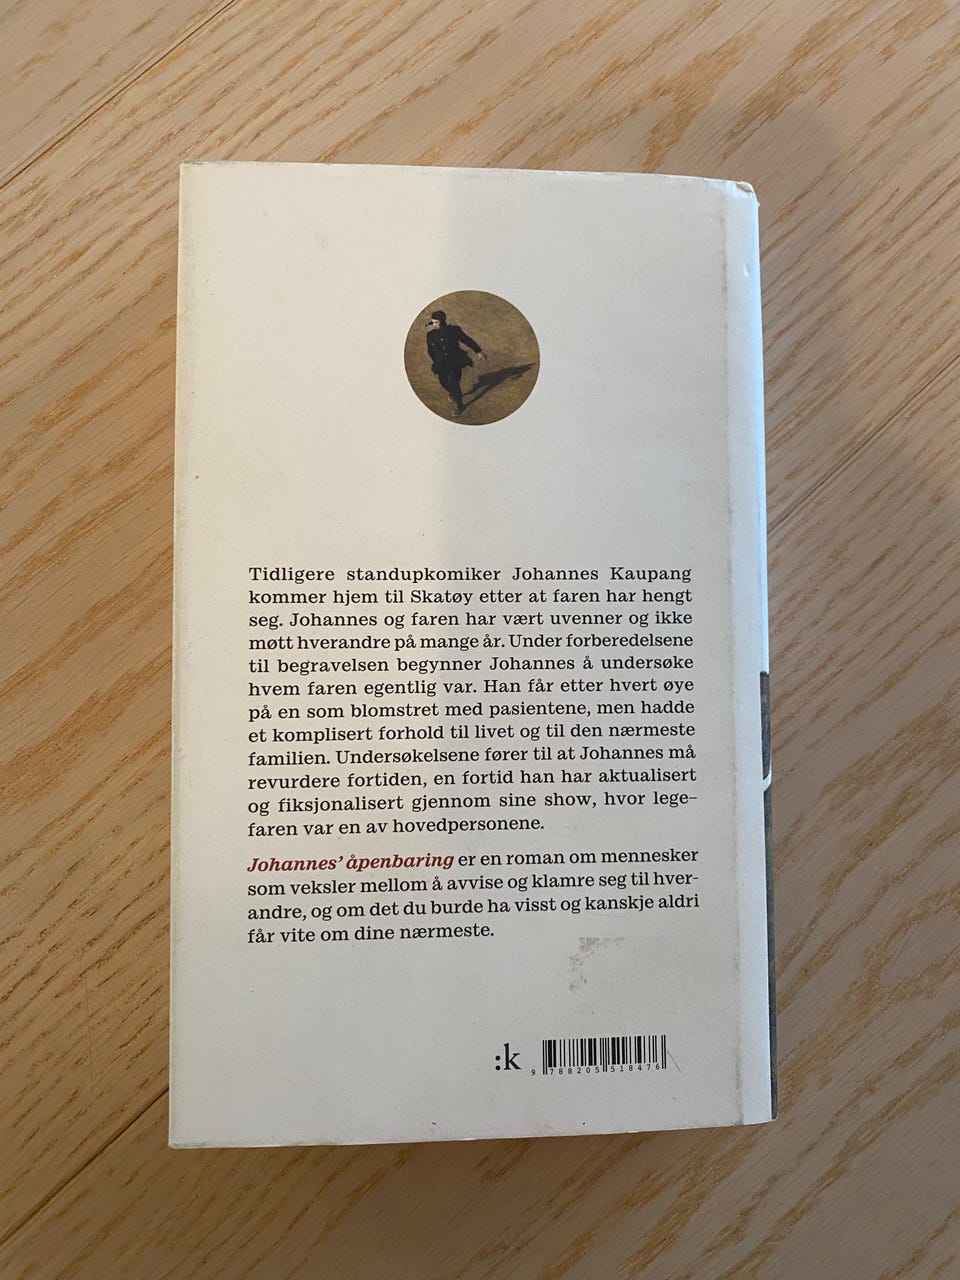 Tidligere standupkomiker Johannes Kaupang
kommer hjem til Skatøy etter at faren har hengt
seg. Johannes og faren har vært uvenner og ikke
møtt hverandre på mange år. Under forberedelsene
til begravelsen begynner Johannes å undersøke
hvem faren egentlig var. Han får etter hvert øye
på en som blomstret med pasientene, men hadde
et komplisert forhold til livet og til den nærmeste
familien. Undersøkelsene fører til at Johannes må
revurdere fortiden, en fortid han har aktualisert
og fiksjonalisert gjennom sine show, hvor lege–
faren var en av hovedpersonene.
Johannes’ åpenbaring er en roman om mennesker
som veksler mellom å avvise og klamre seg til hver-
andre, og om det du burde ha visst og kanskje aldri
får vite om dine nærmeste.
:k
9 788205 518476